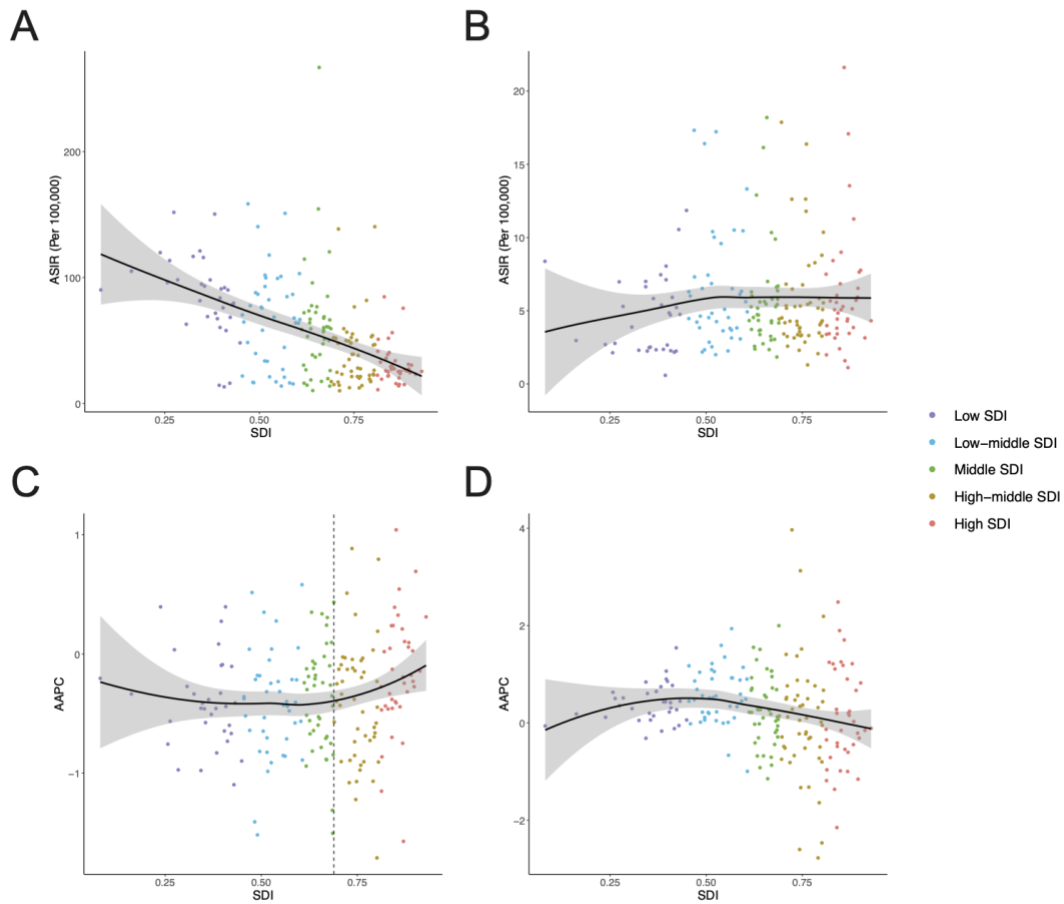 A
B
ASIR (Per 100,000)
200
100
0
0.25
0.50
0.75
SDI
ASIR (Per 100,000)
20
15
10
5
0
0.25
0.50
0.75
SDI
Low SDI
Low−middle SDI
Middle SDI
High−middle SDI
High SDI
C
D
AAPC
1
0
−1
0.25
0.50
0.75
SDI
AAPC
4
2
0
−2
0.25
0.50
0.75
SDI